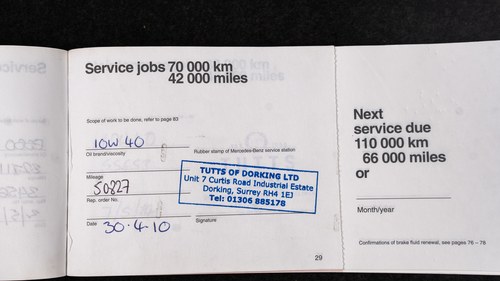 Service jobs 70 000 km
42 000 miles
Scope of work to be done, refer to page 83
10W 40
Oil brand/viscosity
Rubber stamp of Mercedes-Benz service station
Mileage
50827
Rep. order No.
30·4·10
Date
Signature
TUTTS OF DORKING LTD
Unit 7 Curtis Road Industrial Estate
Dorking, Surrey RH4 1EJ
Tel: 01306 885178
29
Next
service due
110 000 km
66 000 miles
or
Month/year
Confirmations of brake fluid renewal, see pages 76 – 78